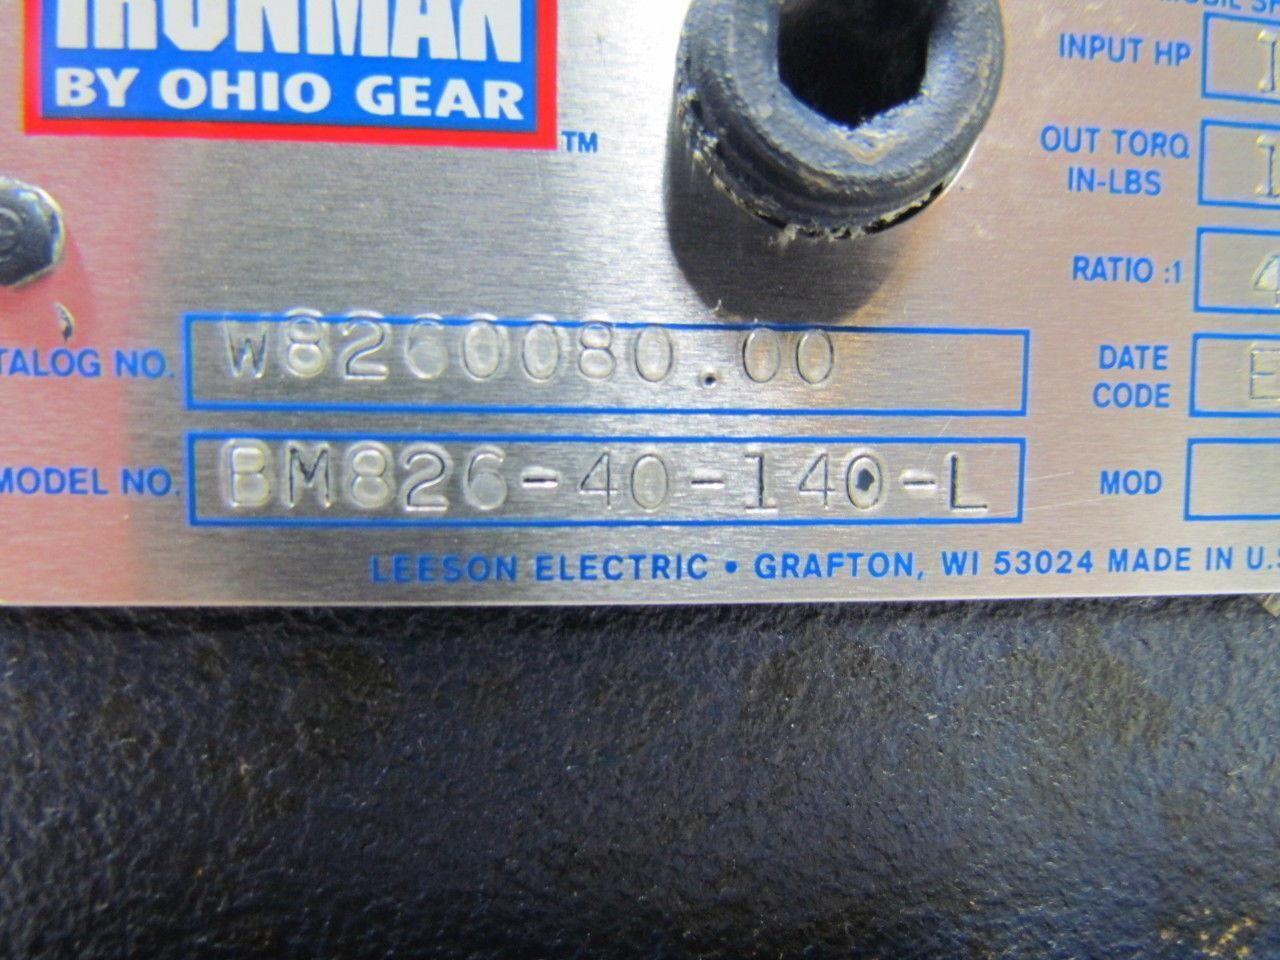 IRONMAN
BY OHIO GEAR
TM
INPUT HP
OUT TORQ
IN-LBS
RATIO :1
CATALOG NO. W8260080.00
DATE
CODE E
MODEL NO. BM826-40-140-L
MOD
LEESON ELECTRIC • GRAFTON, WI 53024 MADE IN U.S